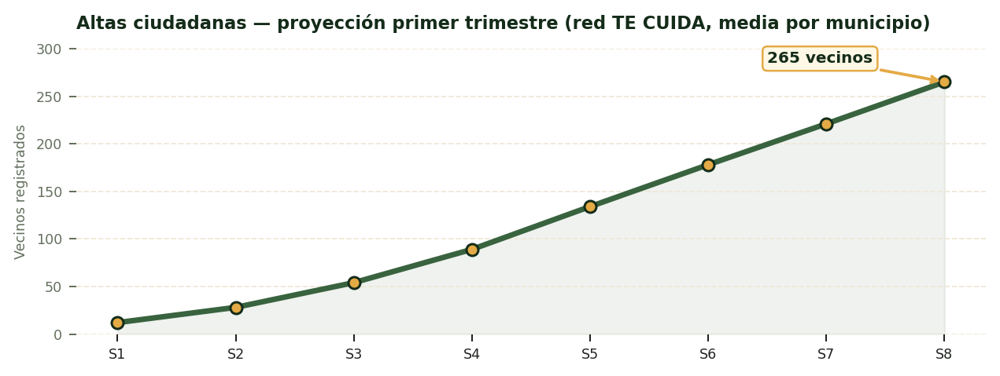 Altas ciudadanas — proyección primer trimestre (red TE CUIDA, media por municipio)
300
265 vecinos
250
200
150
100
50
0
Vecinos registrados
S1 S2 S3 S4 S5 S6 S7 S8